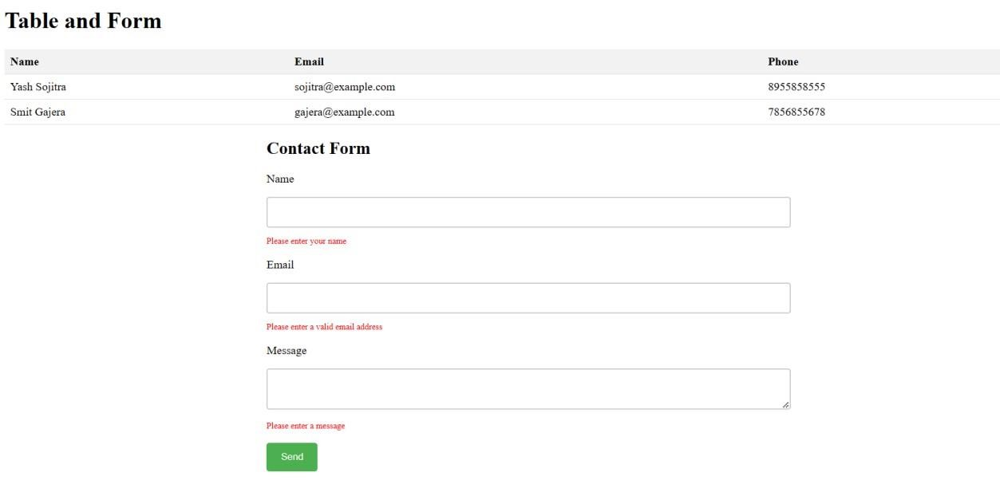 Table and Form
Name Email Phone
Yash Sojitra sojitra@example.com 8955858555
Smit Gajera gajera@example.com 7856855678
Contact Form
Name
Please enter your name
Email
Please enter a valid email address
Message
Please enter a message
Send